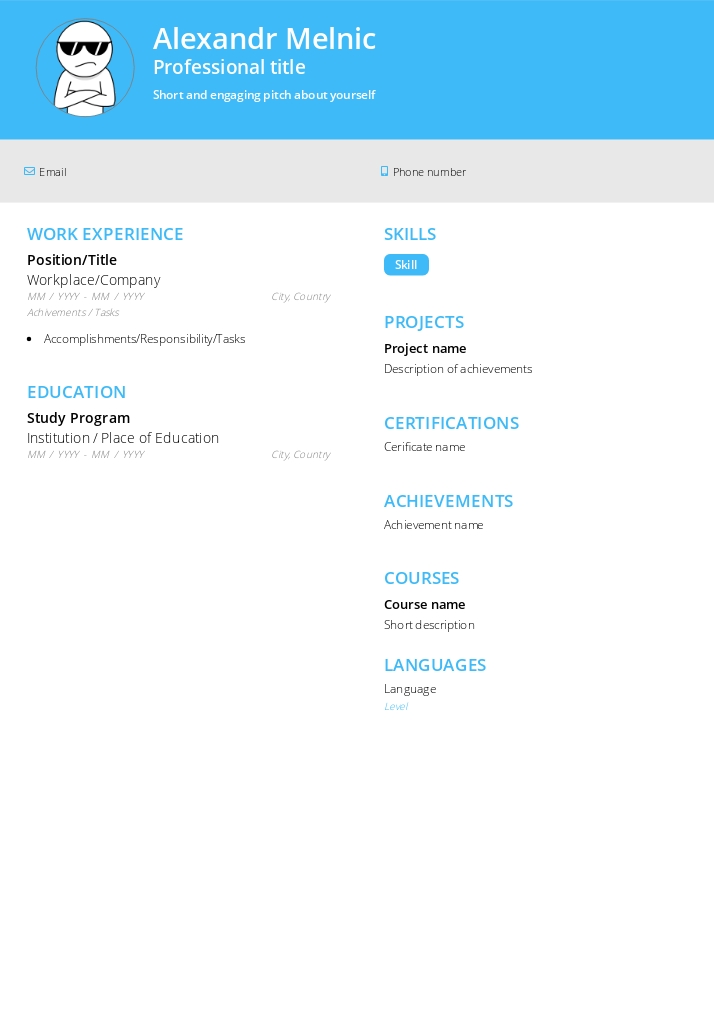 Alexandr Melnic
Professional title
Short and engaging pitch about yourself
Email
Phone number
WORK EXPERIENCE
Position/Title
Workplace/Company
MM / YYYY - MM / YYYY City, Country
Achivements / Tasks
• Accomplishments/Responsibility/Tasks
EDUCATION
Study Program
Institution / Place of Education
MM / YYYY - MM / YYYY City, Country
SKILLS
Skill
PROJECTS
Project name
Description of achievements
CERTIFICATIONS
Cerificate name
ACHIEVEMENTS
Achievement name
COURSES
Course name
Short description
LANGUAGES
Language
Level